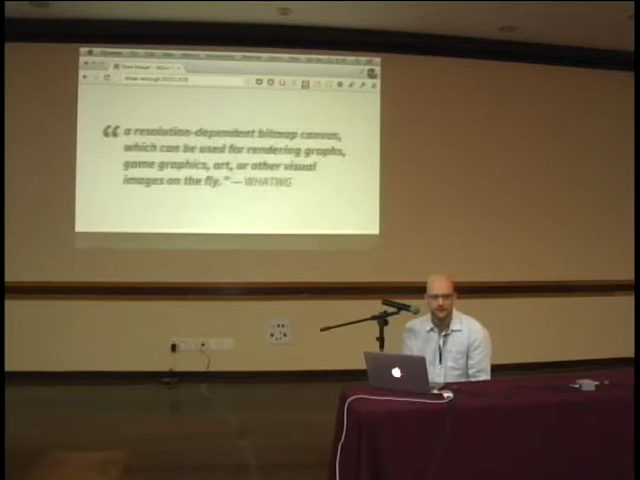 “ a resolution-dependent bitmap canvas,
which can be used for rendering graphs,
game graphics, art, or other visual
images on the fly.” — WHATWG